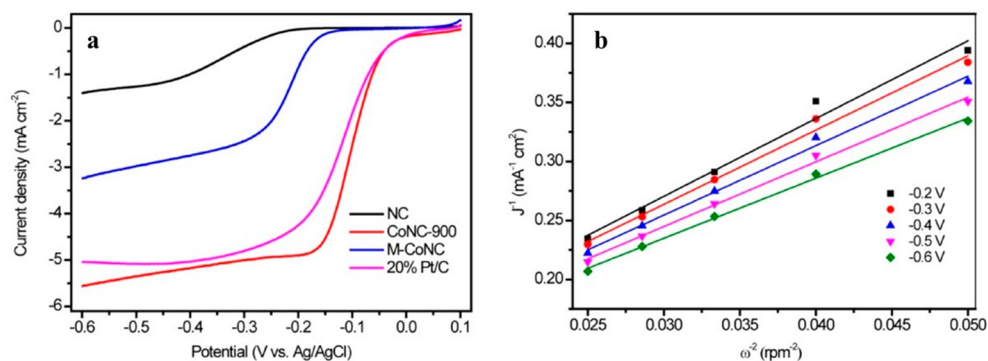 a
0
-1
-2
-3
-4
-5
-6
Current density (mA cm⁻²)
NC
CoNC-900
M-CoNC
20% Pt/C
-0.6 -0.5 -0.4 -0.3 -0.2 -0.1 0.0 0.1
Potential (V vs. Ag/AgCl)
b
0.40
0.35
0.30
0.25
0.20
J⁻¹ (mA⁻¹ cm²)
-0.2 V
-0.3 V
-0.4 V
-0.5 V
-0.6 V
0.025 0.030 0.035 0.040 0.045 0.050
ω⁻² (rpm⁻²)